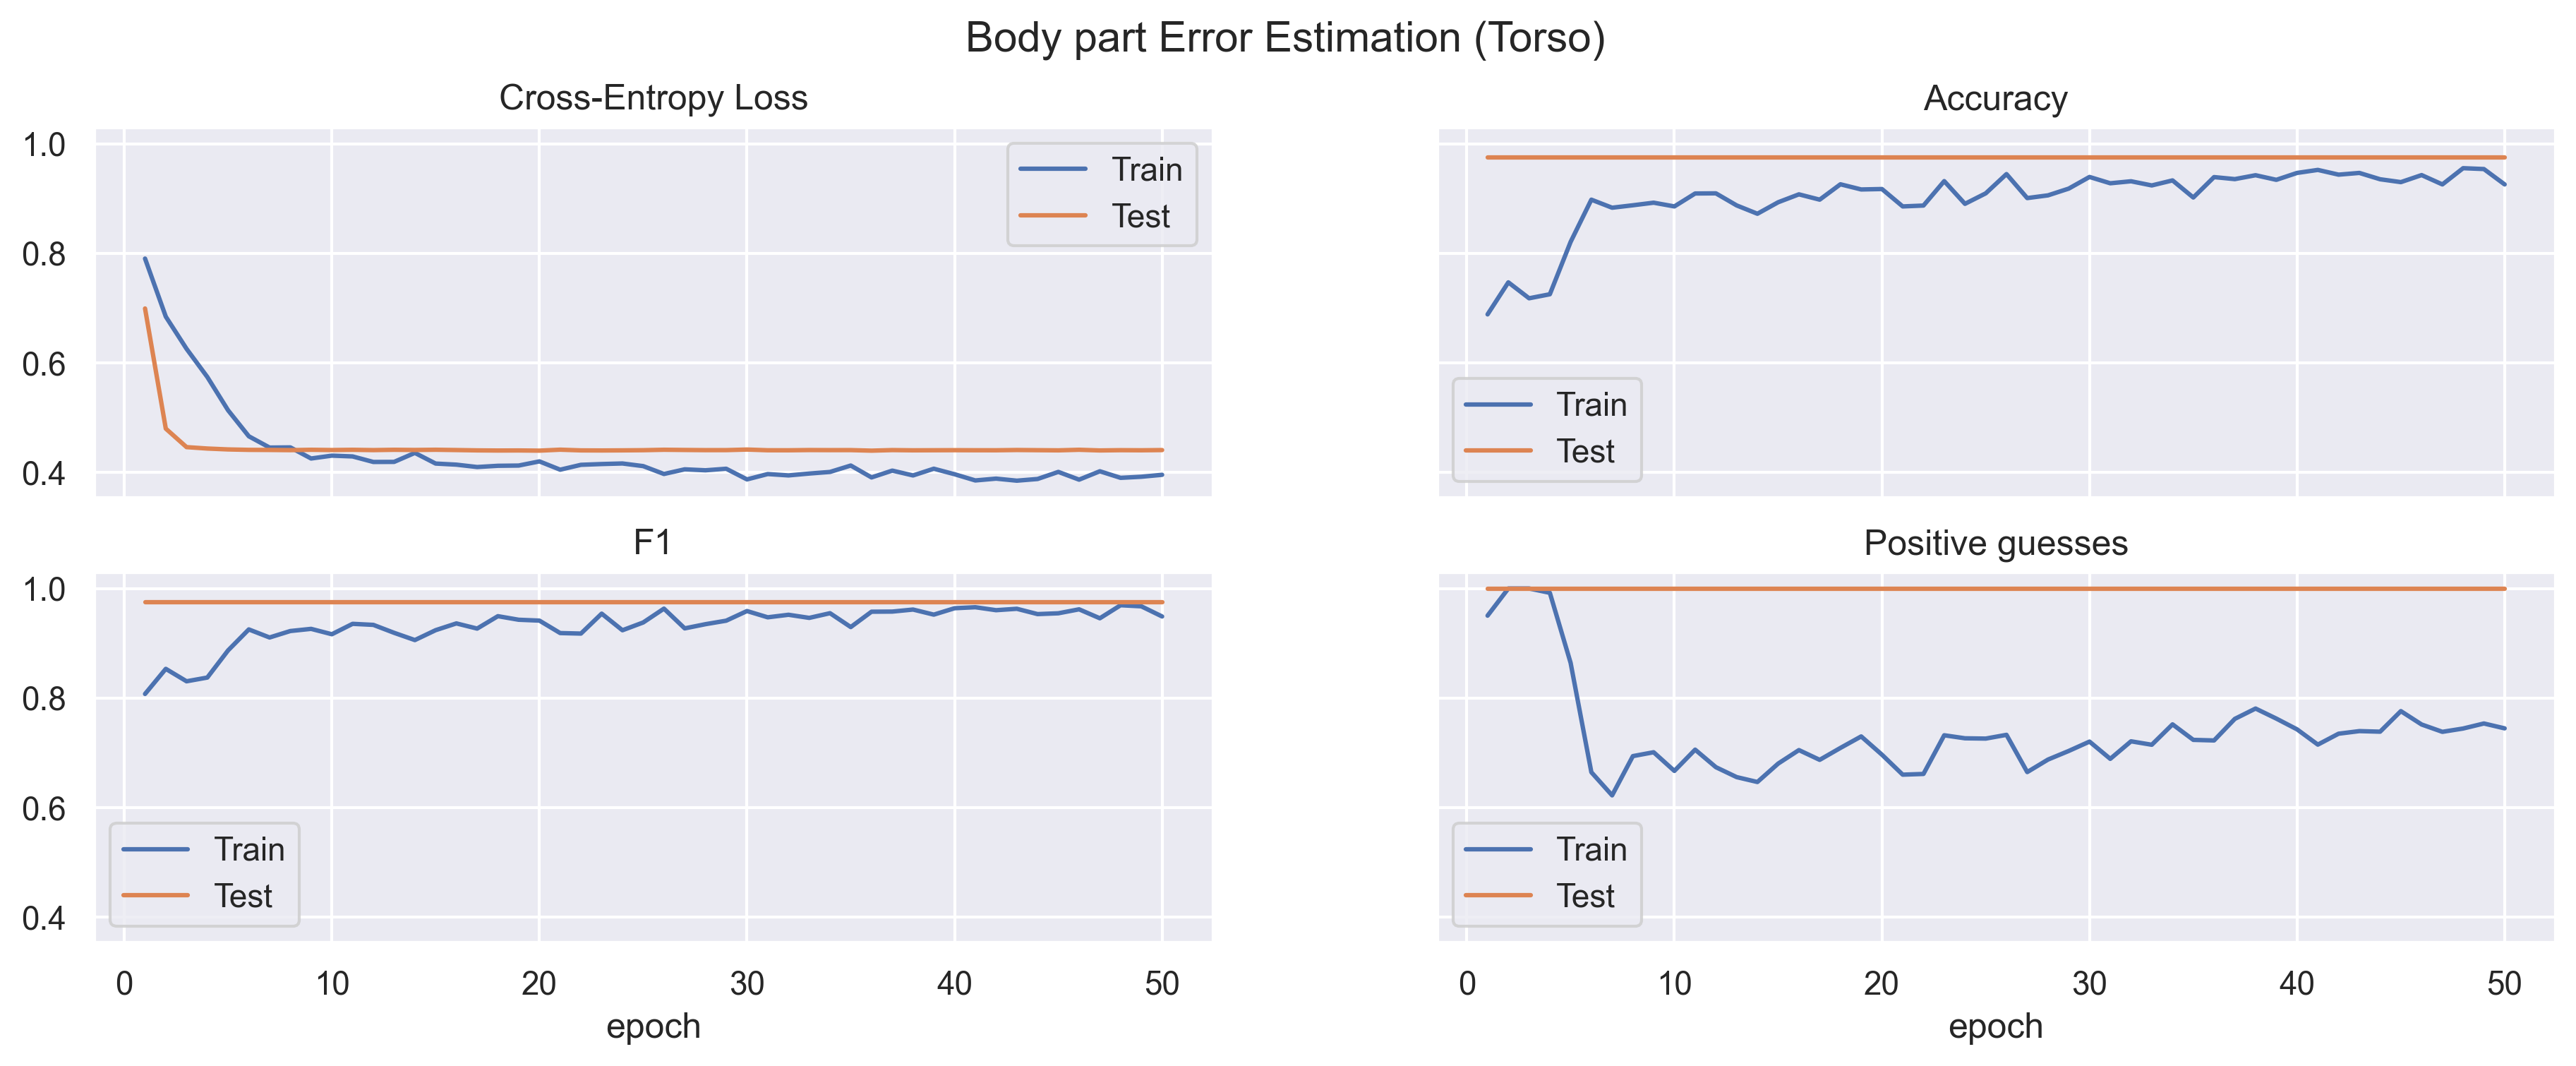 Body part Error Estimation (Torso)
Cross-Entropy Loss
1.0
0.8
0.6
0.4
Train
Test
Accuracy
Train
Test
F1
1.0
0.8
0.6
0.4
Train
Test
0 10 20 30 40 50
epoch
Positive guesses
Train
Test
0 10 20 30 40 50
epoch